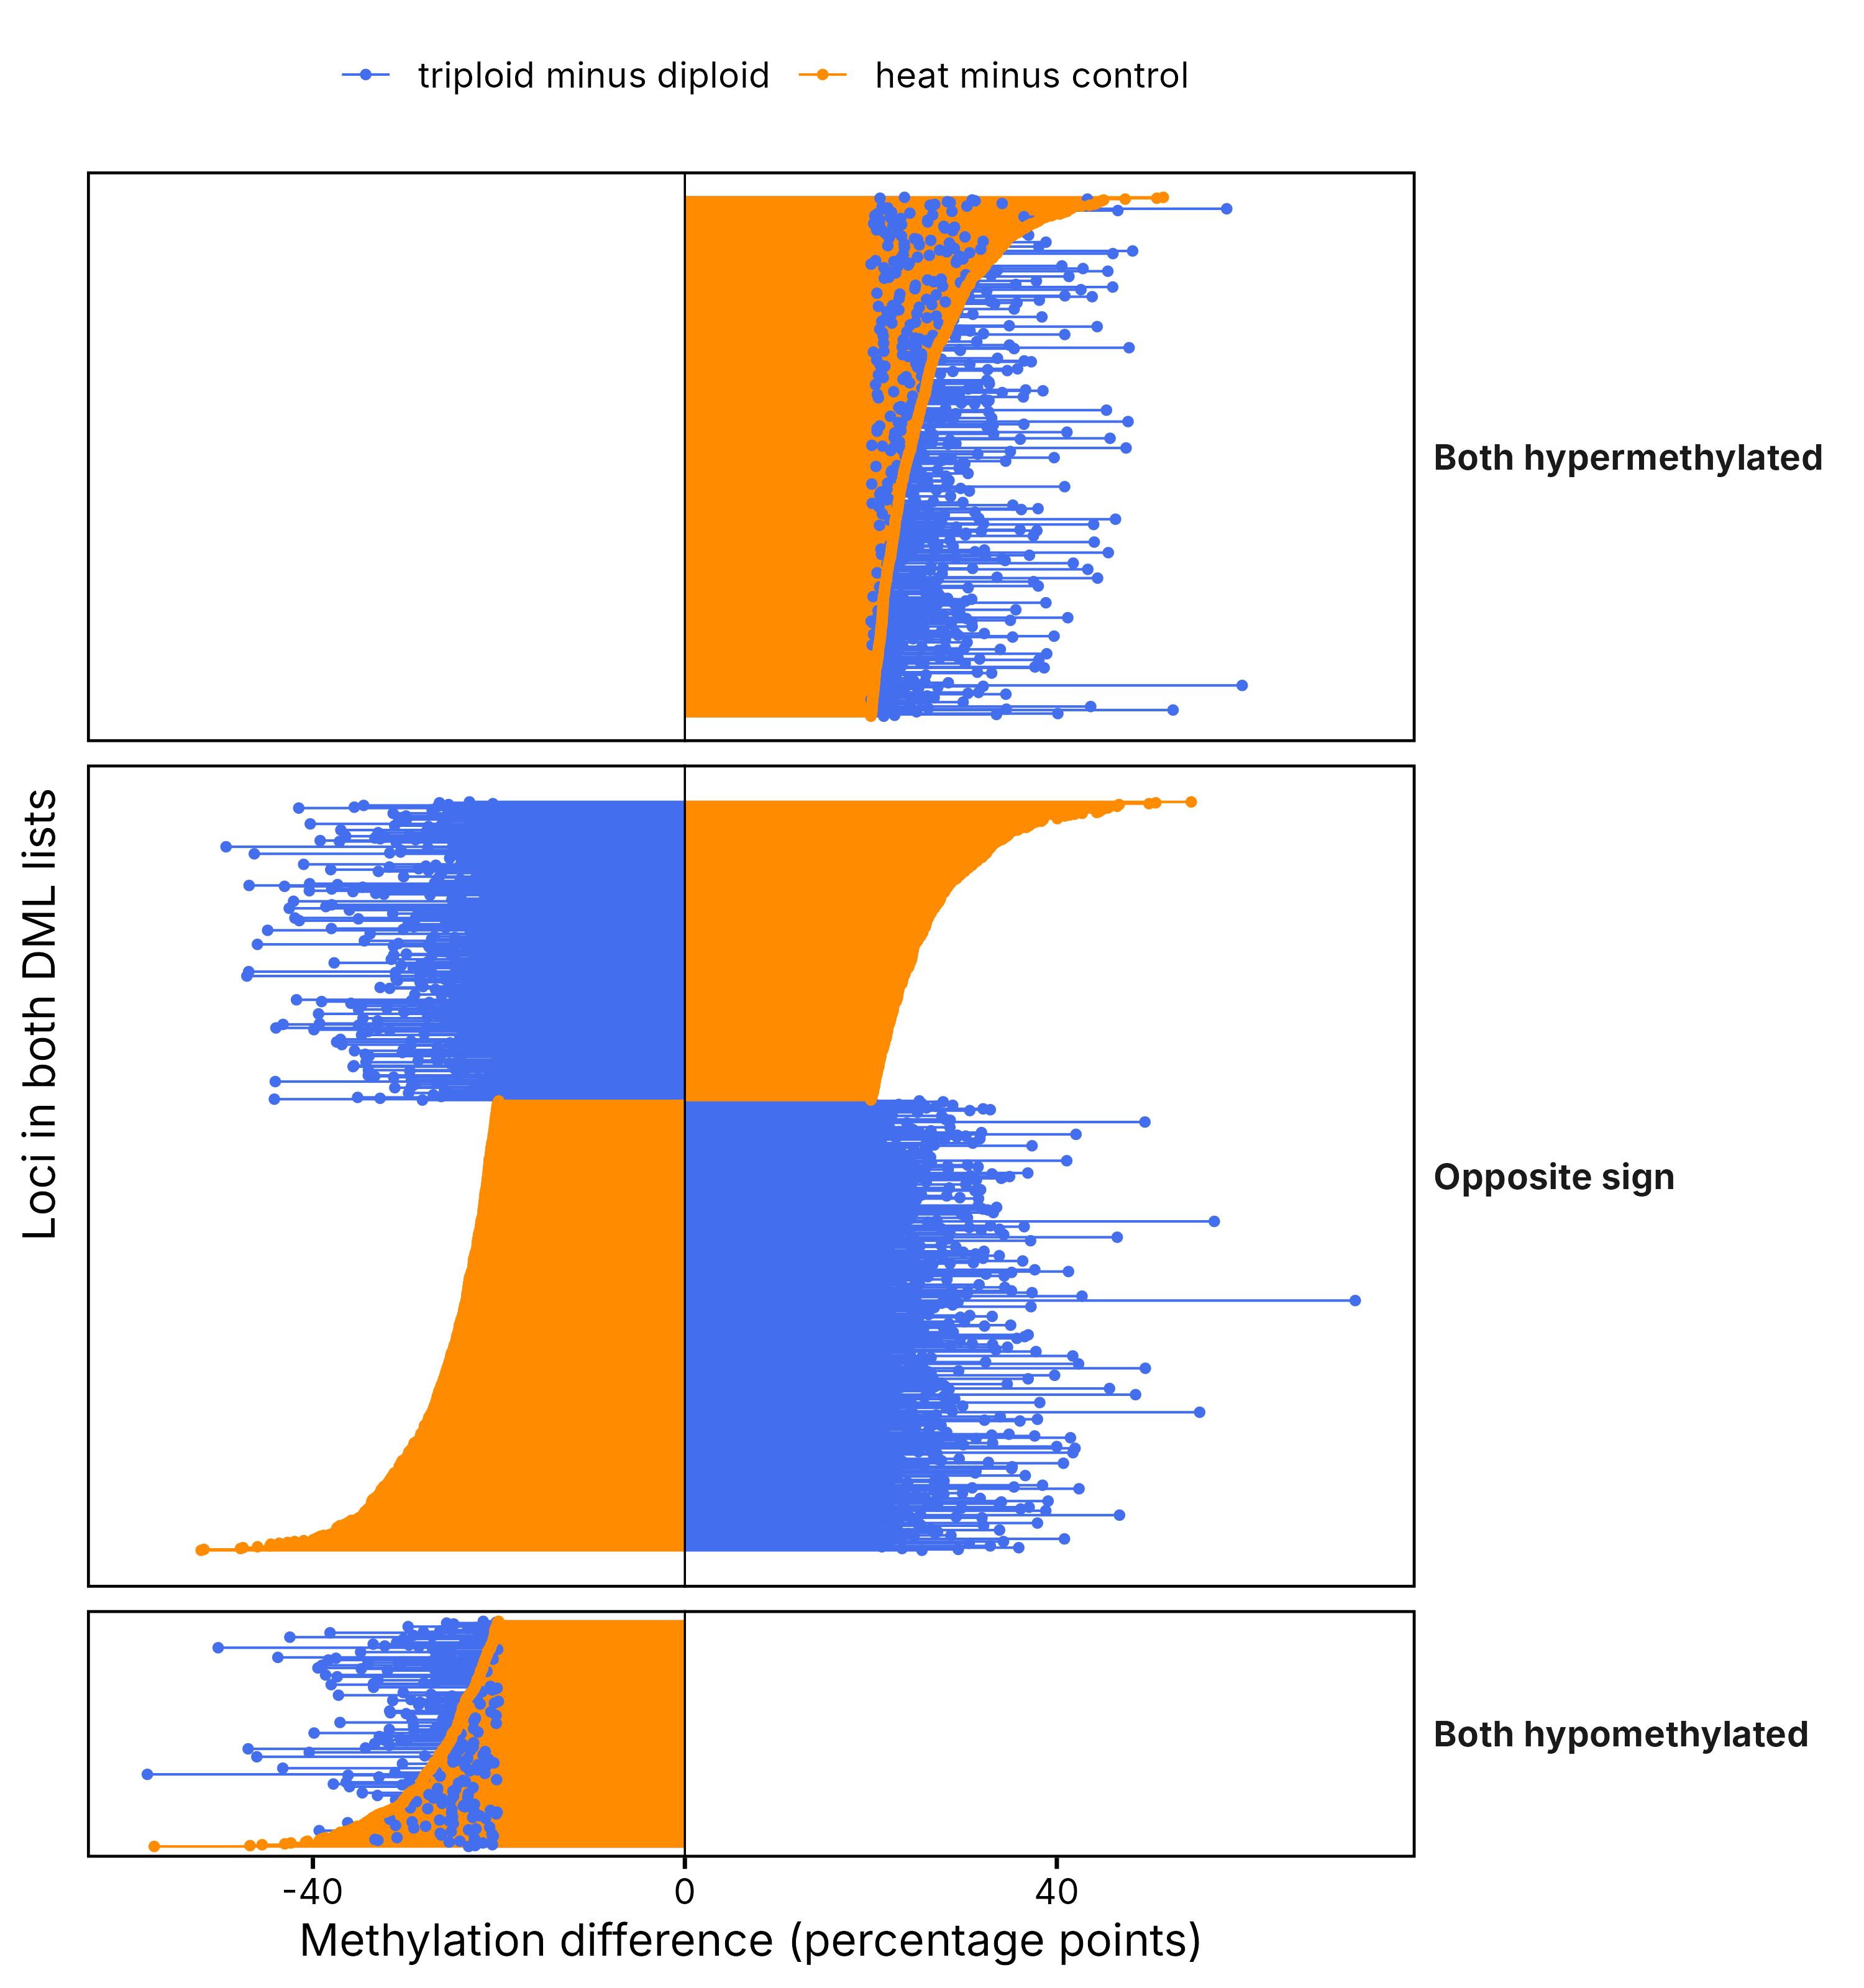 triploid minus diploid heat minus control
Both hypermethylated
Loci in both DML lists
Opposite sign
Both hypomethylated
-40 0 40
Methylation difference (percentage points)